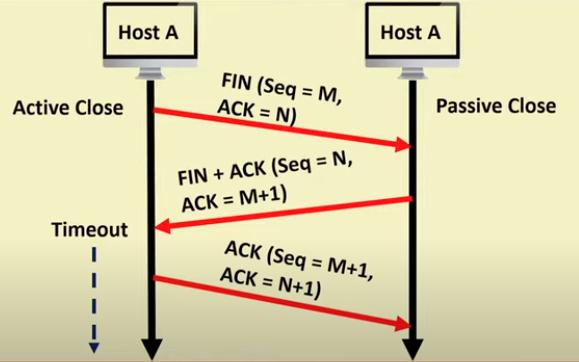 Host A
Host A
Active Close
FIN (Seq = M,
ACK = N)
Passive Close
FIN + ACK (Seq = N,
ACK = M+1)
Timeout
ACK (Seq = M+1,
ACK = N+1)